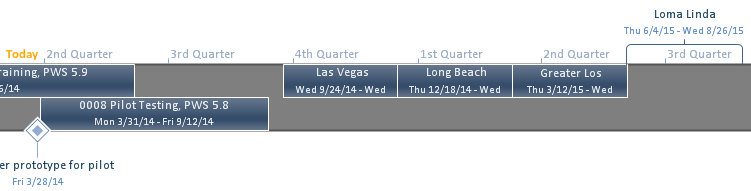 Loma Linda
Thu 6/4/15 - Wed 8/26/15
Today 2nd Quarter 3rd Quarter 4th Quarter 1st Quarter 2nd Quarter 3rd Quarter
raining, PWS 5.9 Las Vegas Long Beach Greater Los
6/14 Wed 9/24/14 - Wed Thu 12/18/14 - Wed Thu 3/12/15 - Wed
0008 Pilot Testing, PWS 5.8
Mon 3/31/14 - Fri 9/12/14
er prototype for pilot
Fri 3/28/14